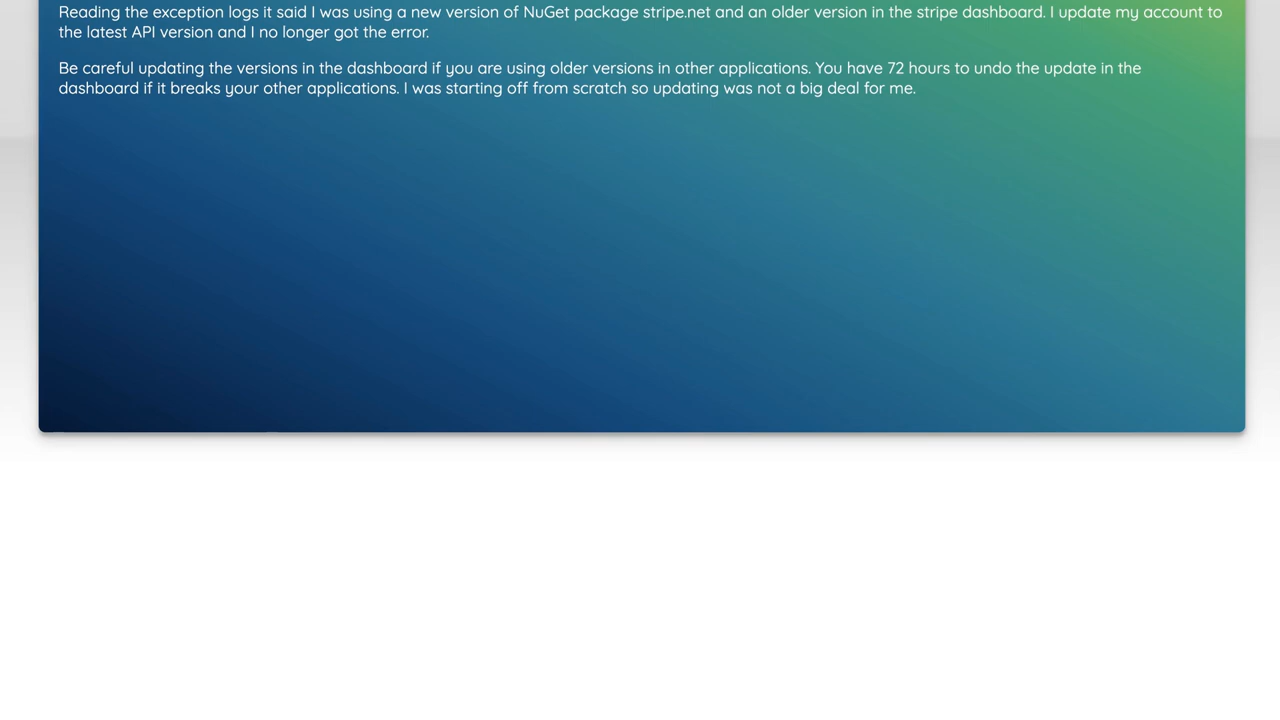 Reading the exception logs it said I was using a new version of NuGet package stripe.net and an older version in the stripe dashboard. I update my account to
the latest API version and I no longer got the error.
Be careful updating the versions in the dashboard if you are using older versions in other applications. You have 72 hours to undo the update in the
dashboard if it breaks your other applications. I was starting off from scratch so updating was not a big deal for me.